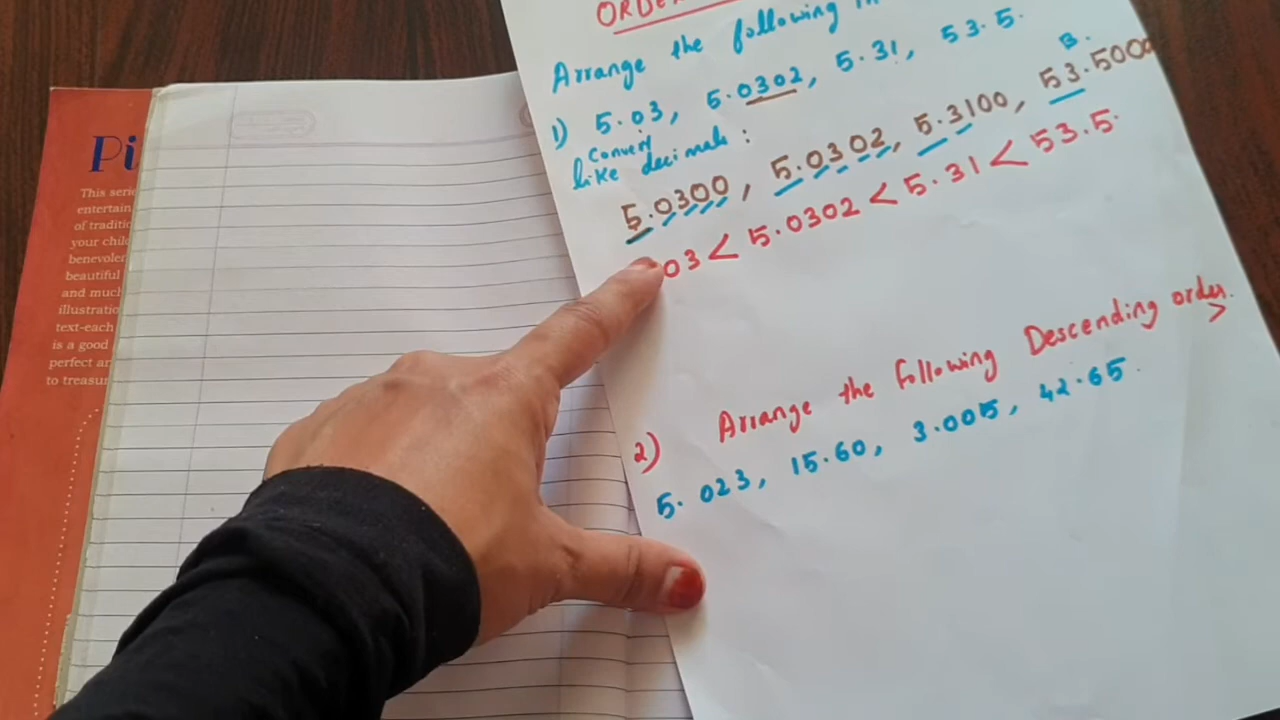 Arrange the following in
1) 5.03, 5.0302, 5.31, 53.5.
Convert
like decimals :
B.
5.0300, 5.0302, 5.3100, 53.5000
03 < 5.0302 < 5.31 < 53.5.
2) Arrange the following Descending order.
>
5.023, 15.60, 3.005, 42.65.
Pi
This serie
entertain
of traditic
your chil
benevole
beautiful
and much
illustratio
text-each
is a good
perfect an
to treasur